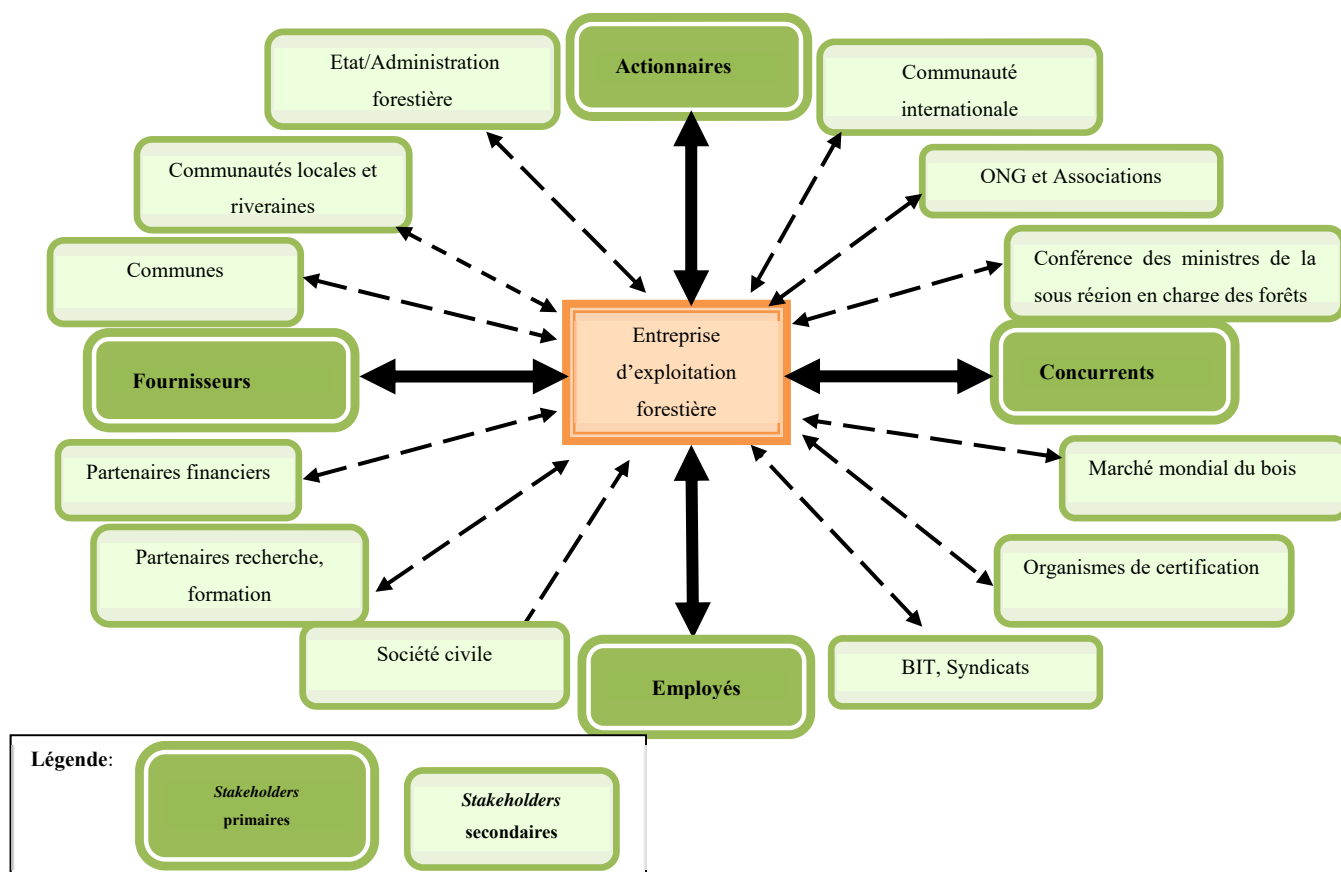 Etat/Administration
forestière
Actionnaires
Communauté
internationale
Communautés locales et
riveraines
ONG et Associations
Communes
Conférence des ministres de la
sous région en charge des forêts
Entreprise
d’exploitation
forestière
Fournisseurs
Concurrents
Partenaires financiers
Marché mondial du bois
Partenaires recherche,
formation
Organismes de certification
Société civile
Employés
BIT, Syndicats
Légende:
Stakeholders
primaires
Stakeholders
secondaires